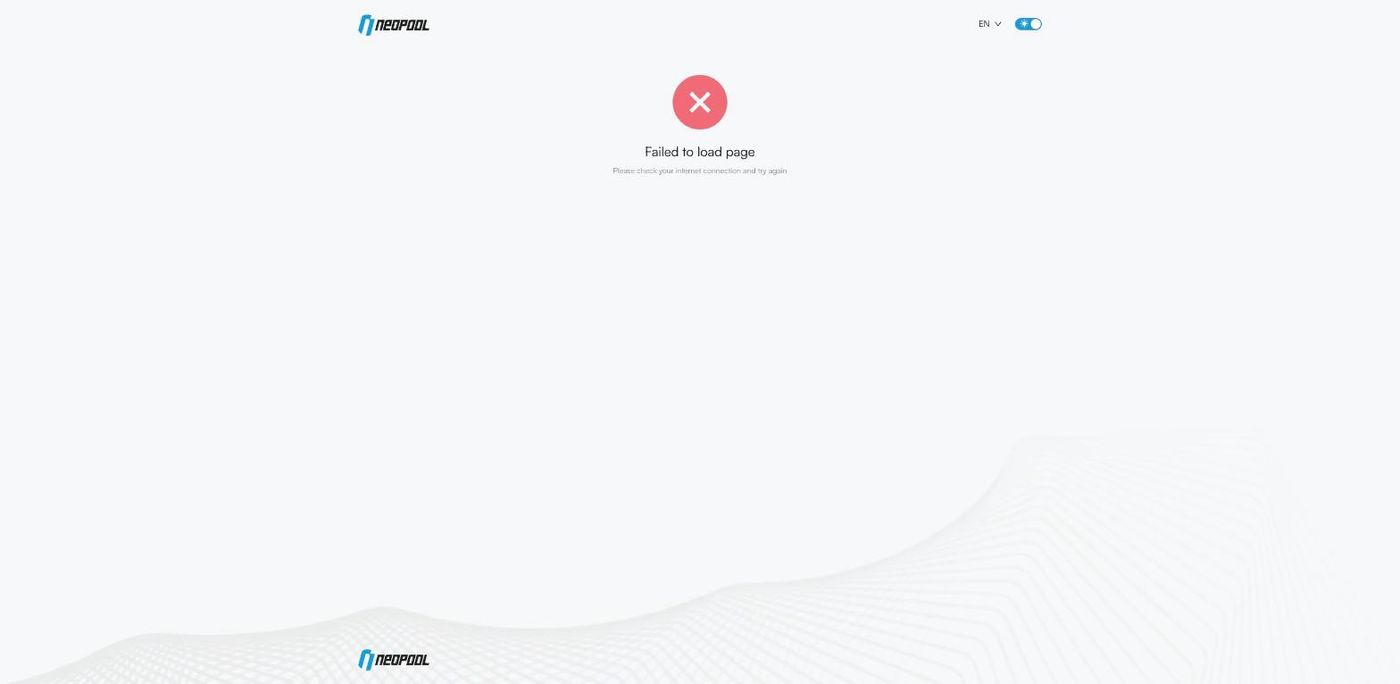 NEOPOOL
EN
Failed to load page
Please check your internet connection and try again
NEOPOOL